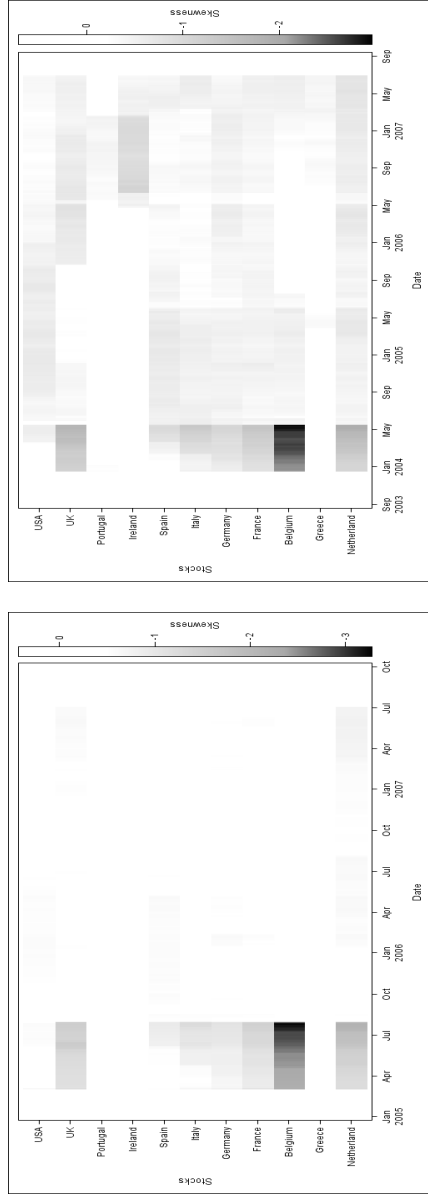 USA
UK
Portugal
Ireland
Spain
Italy
Germany
France
Belgium
Greece
Netherland
Stocks
Jan
Apr
Jul
Oct
Jan
Apr
Jul
Oct
Jan
Apr
Jul
Oct
2005
2006
2007
Date
0
-1
-2
-3
Skewness
USA
UK
Portugal
Ireland
Spain
Italy
Germany
France
Belgium
Greece
Netherland
Stocks
Sep
Jan
May
Sep
Jan
May
Sep
Jan
May
Sep
Jan
May
Sep
2003
2004
2005
2006
2007
Date
0
-1
-2
Skewness